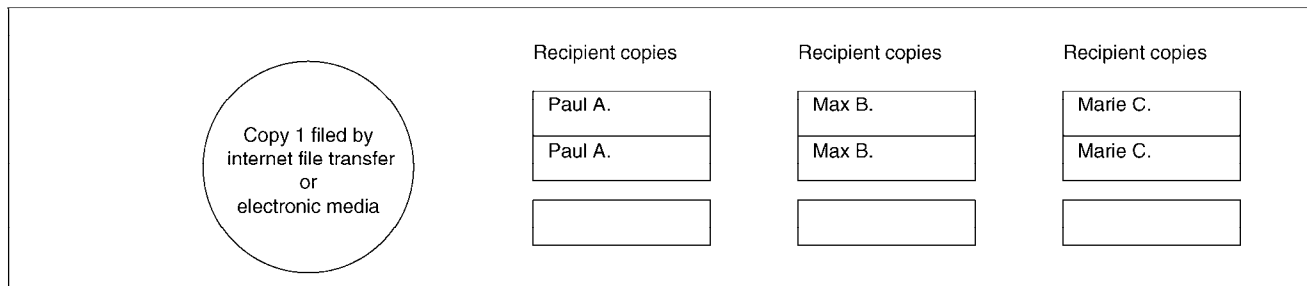 Recipient copies
Recipient copies
Recipient copies
Copy 1 filed by
internet file transfer
or
electronic media
Paul A.
Paul A.
Max B.
Max B.
Marie C.
Marie C.